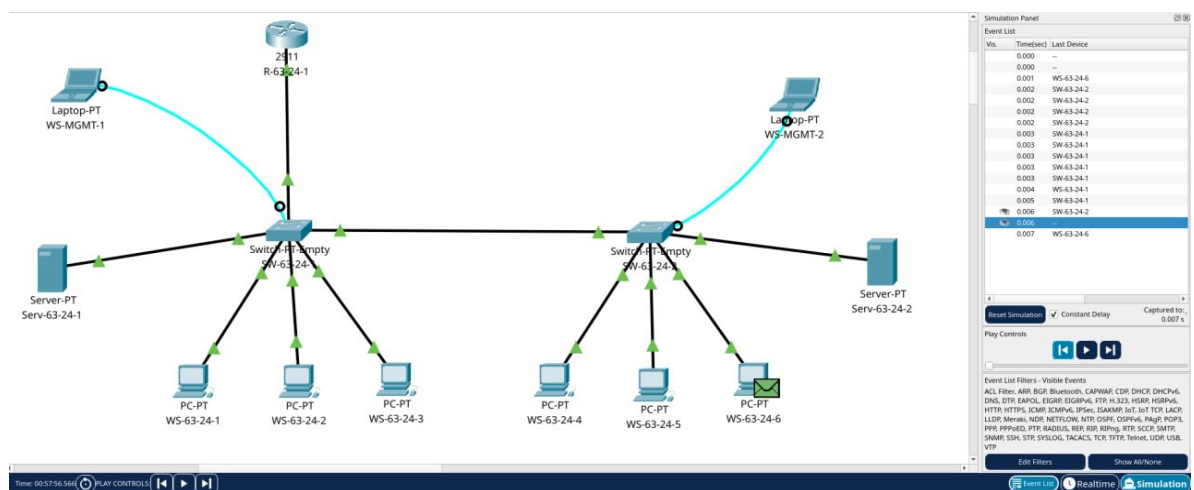 2911
R-63-24-1
Laptop-PT
WS-MGMT-1
Laptop-PT
WS-MGMT-2
Switch-PT-Empty
SW-63-24-1
Switch-PT-Empty
SW-63-24-2
Server-PT
Serv-63-24-1
Server-PT
Serv-63-24-2
PC-PT
WS-63-24-1
PC-PT
WS-63-24-2
PC-PT
WS-63-24-3
PC-PT
WS-63-24-4
PC-PT
WS-63-24-5
PC-PT
WS-63-24-6
Simulation Panel
Event List
Vis. Time(sec) Last Device
0.000 --
0.000 --
0.001 WS-63-24-6
0.002 SW-63-24-2
0.002 SW-63-24-2
0.002 SW-63-24-2
0.002 SW-63-24-2
0.003 SW-63-24-1
0.003 SW-63-24-1
0.003 SW-63-24-1
0.003 SW-63-24-1
0.003 SW-63-24-1
0.004 WS-63-24-1
0.005 SW-63-24-1
0.006 SW-63-24-2
0.006 --
0.007 WS-63-24-6
Reset Simulation Constant Delay Captured to:
0.007 s
Play Controls
Event List Filters - Visible Events
ACL Filter, ARP, BGP, Bluetooth, CAPWAP, CDP, DHCP, DHCPv6,
DNS, DTP, EAPOL, EIGRP, EIGRPv6, FTP, H.323, HSRP, HSRPv6,
HTTP, HTTPS, ICMP, ICMPv6, IPSec, ISAKMP, IoT, IoT TCP, LACP,
LLDP, Meraki, NDP, NETFLOW, NTP, OSPF, OSPFv6, PAgP, POP3,
PPP, PPPoED, PTP, RADIUS, REP, RIP, RIPng, RTP, SCCP, SMTP,
SNMP, SSH, STP, SYSLOG, TACACS, TCP, TFTP, Telnet, UDP, USB,
VTP
Edit Filters Show All/None
Time: 00:57:56.566 PLAY CONTROLS: Event List Realtime Simulation